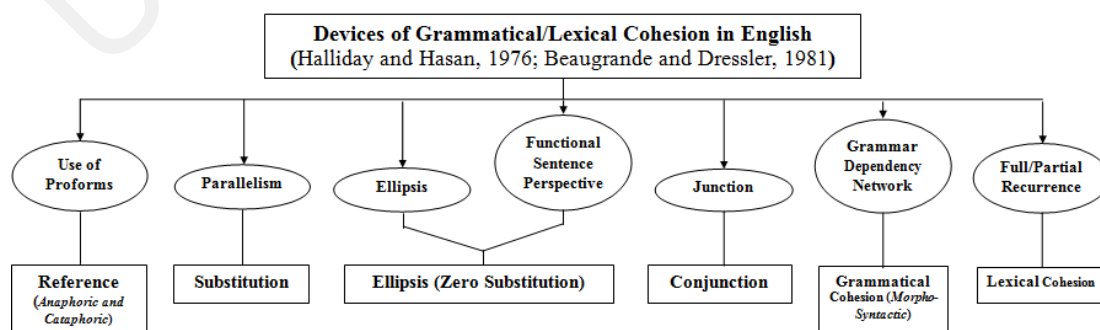 Devices of Grammatical/Lexical Cohesion in English
(Halliday and Hasan, 1976; Beaugrande and Dressler, 1981)
Use of
Proforms
Parallelism
Ellipsis
Functional
Sentence
Perspective
Junction
Grammar
Dependency
Network
Full/Partial
Recurrence
Reference
(Anaphoric and
Cataphoric)
Substitution
Ellipsis (Zero Substitution)
Conjunction
Grammatical
Cohesion (Morpho-
Syntactic)
Lexical Cohesion